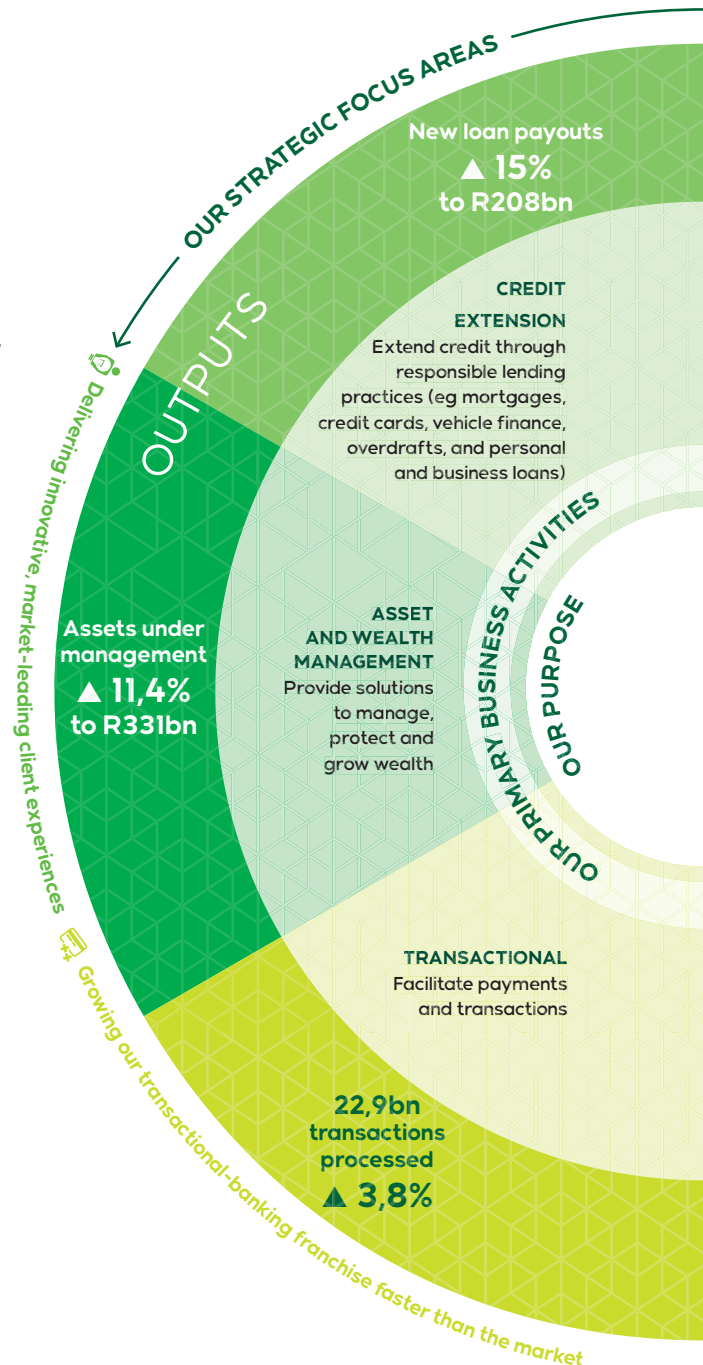 OUR STRATEGIC FOCUS AREAS
New loan payouts
▲ 15%
to R208bn
OUTPUTS
CREDIT
EXTENSION
Extend credit through
responsible lending
practices (eg mortgages,
credit cards, vehicle finance,
overdrafts, and personal
and business loans)
Delivering innovative, market-leading client experiences
Assets under
management
▲ 11,4%
to R331bn
ASSET
AND WEALTH
MANAGEMENT
Provide solutions
to manage,
protect and
grow wealth
OUR PRIMARY BUSINESS ACTIVITIES
OUR PURPOSE
TRANSACTIONAL
Facilitate payments
and transactions
22,9bn
transactions
processed
▲ 3,8%
Growing our transactional-banking franchise faster than the market